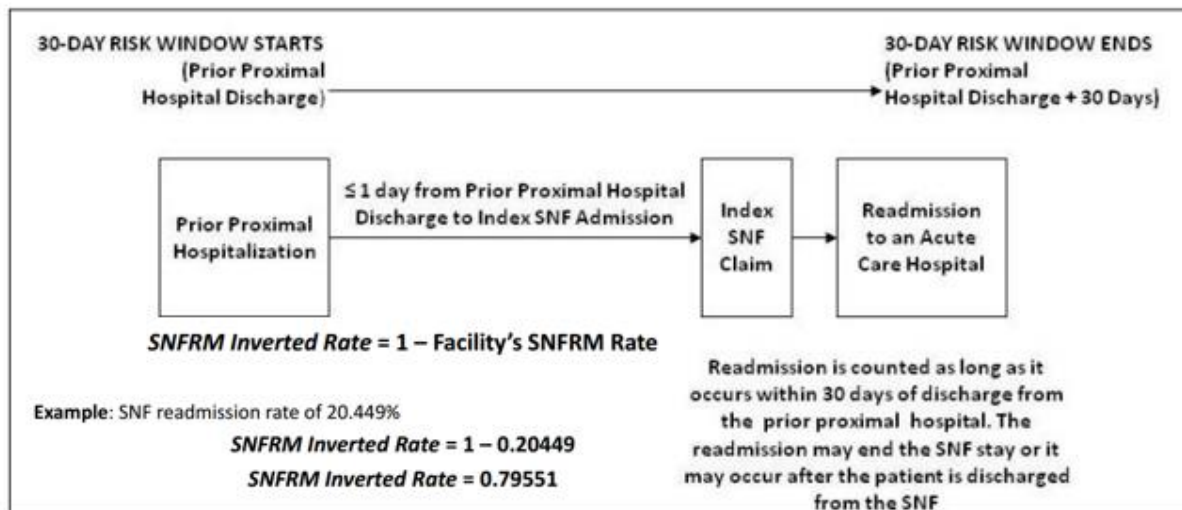 30-DAY RISK WINDOW STARTS
(Prior Proximal
Hospital Discharge)
30-DAY RISK WINDOW ENDS
(Prior Proximal
Hospital Discharge + 30 Days)
Prior Proximal
Hospitalization
≤ 1 day from Prior Proximal Hospital
Discharge to Index SNF Admission
Index
SNF
Claim
Readmission
to an Acute
Care Hospital
SNFRM Inverted Rate = 1 – Facility's SNFRM Rate
Example: SNF readmission rate of 20.449%
SNFRM Inverted Rate = 1 – 0.20449
SNFRM Inverted Rate = 0.79551
Readmission is counted as long as it
occurs within 30 days of discharge from
the prior proximal hospital. The
readmission may end the SNF stay or it
may occur after the patient is discharged
from the SNF